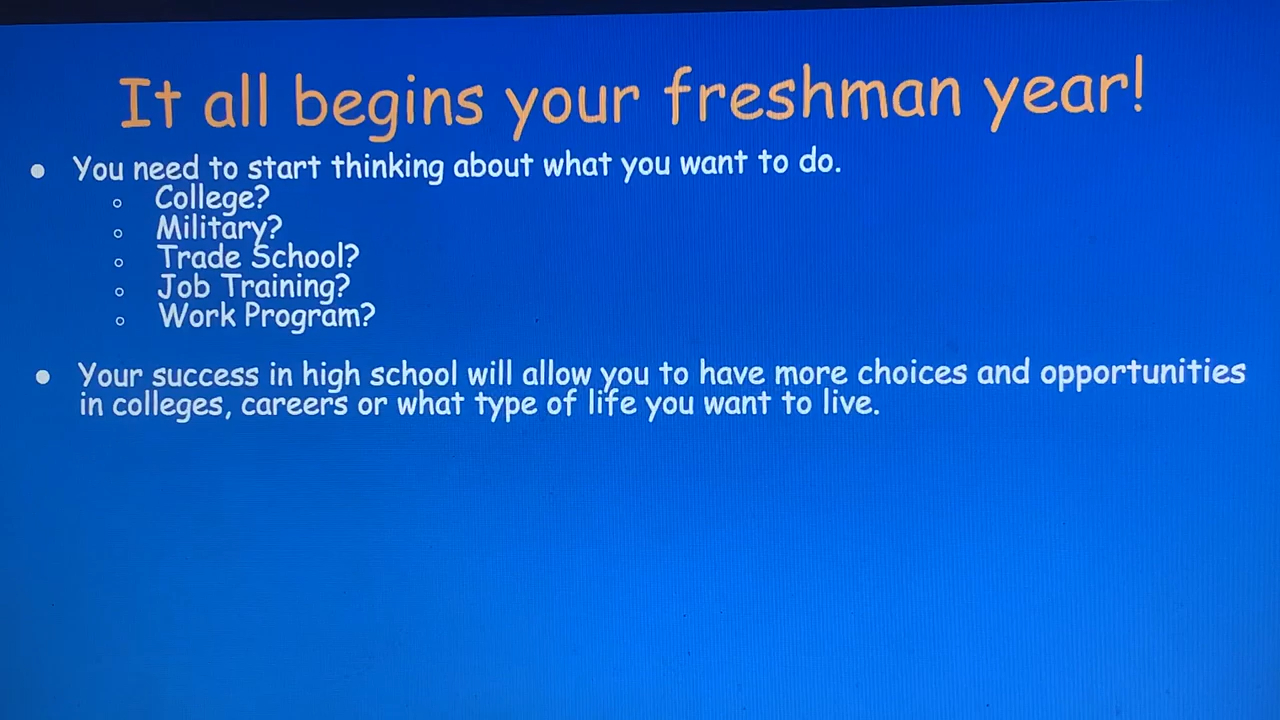 It all begins your freshman year!
● You need to start thinking about what you want to do.
○ College?
○ Military?
○ Trade School?
○ Job Training?
○ Work Program?
● Your success in high school will allow you to have more choices and opportunities
in colleges, careers or what type of life you want to live.